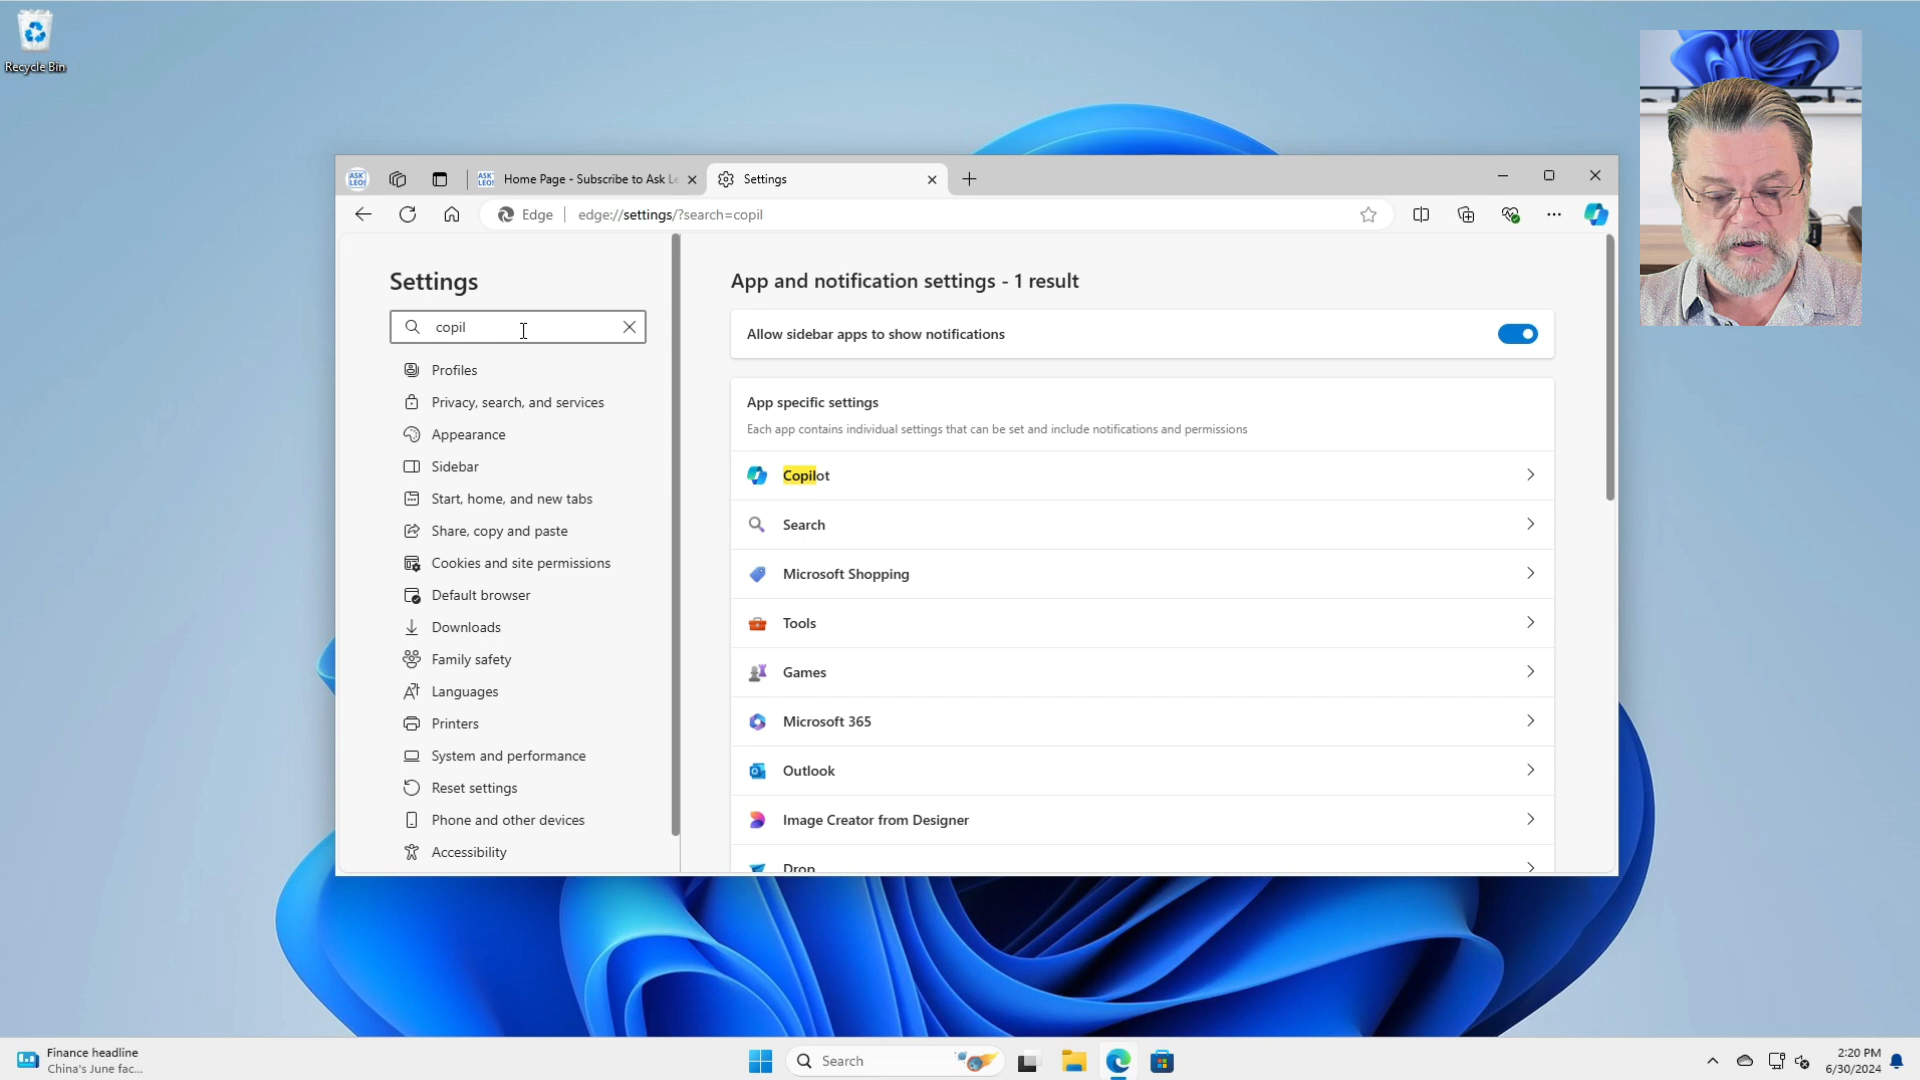 Recycle Bin
ASK LEO!
ASK LEO! Home Page - Subscribe to Ask Le
Settings
Edge
edge://settings/?search=copil
Settings
copil
Profiles
Privacy, search, and services
Appearance
Sidebar
Start, home, and new tabs
Share, copy and paste
Cookies and site permissions
Default browser
Downloads
Family safety
Languages
Printers
System and performance
Reset settings
Phone and other devices
Accessibility
App and notification settings - 1 result
Allow sidebar apps to show notifications
App specific settings
Each app contains individual settings that can be set and include notifications and permissions
Copilot
Search
Microsoft Shopping
Tools
Games
Microsoft 365
Outlook
Image Creator from Designer
Drop
Finance headline
China's June fac...
Search
2:20 PM
6/30/2024